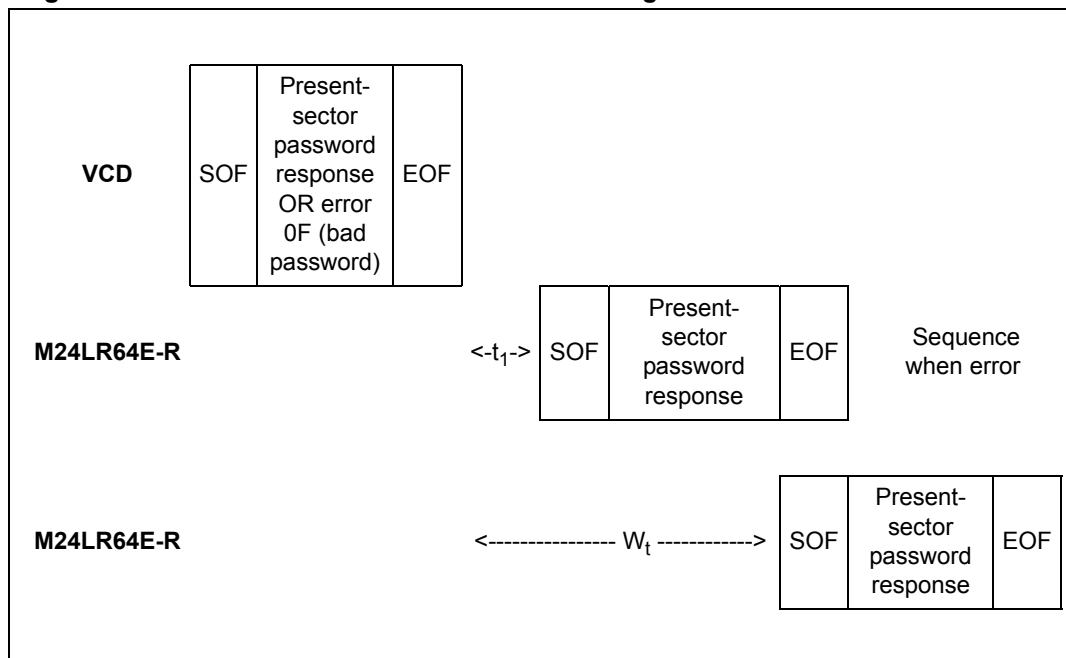 Present-
sector
password
response
OR error
0F (bad
password)
VCD
SOF
EOF
M24LR64E-R
<-t1->
SOF
Present-
sector
password
response
EOF
Sequence
when error
M24LR64E-R
<---------------- Wt ------------>
SOF
Present-
sector
password
response
EOF